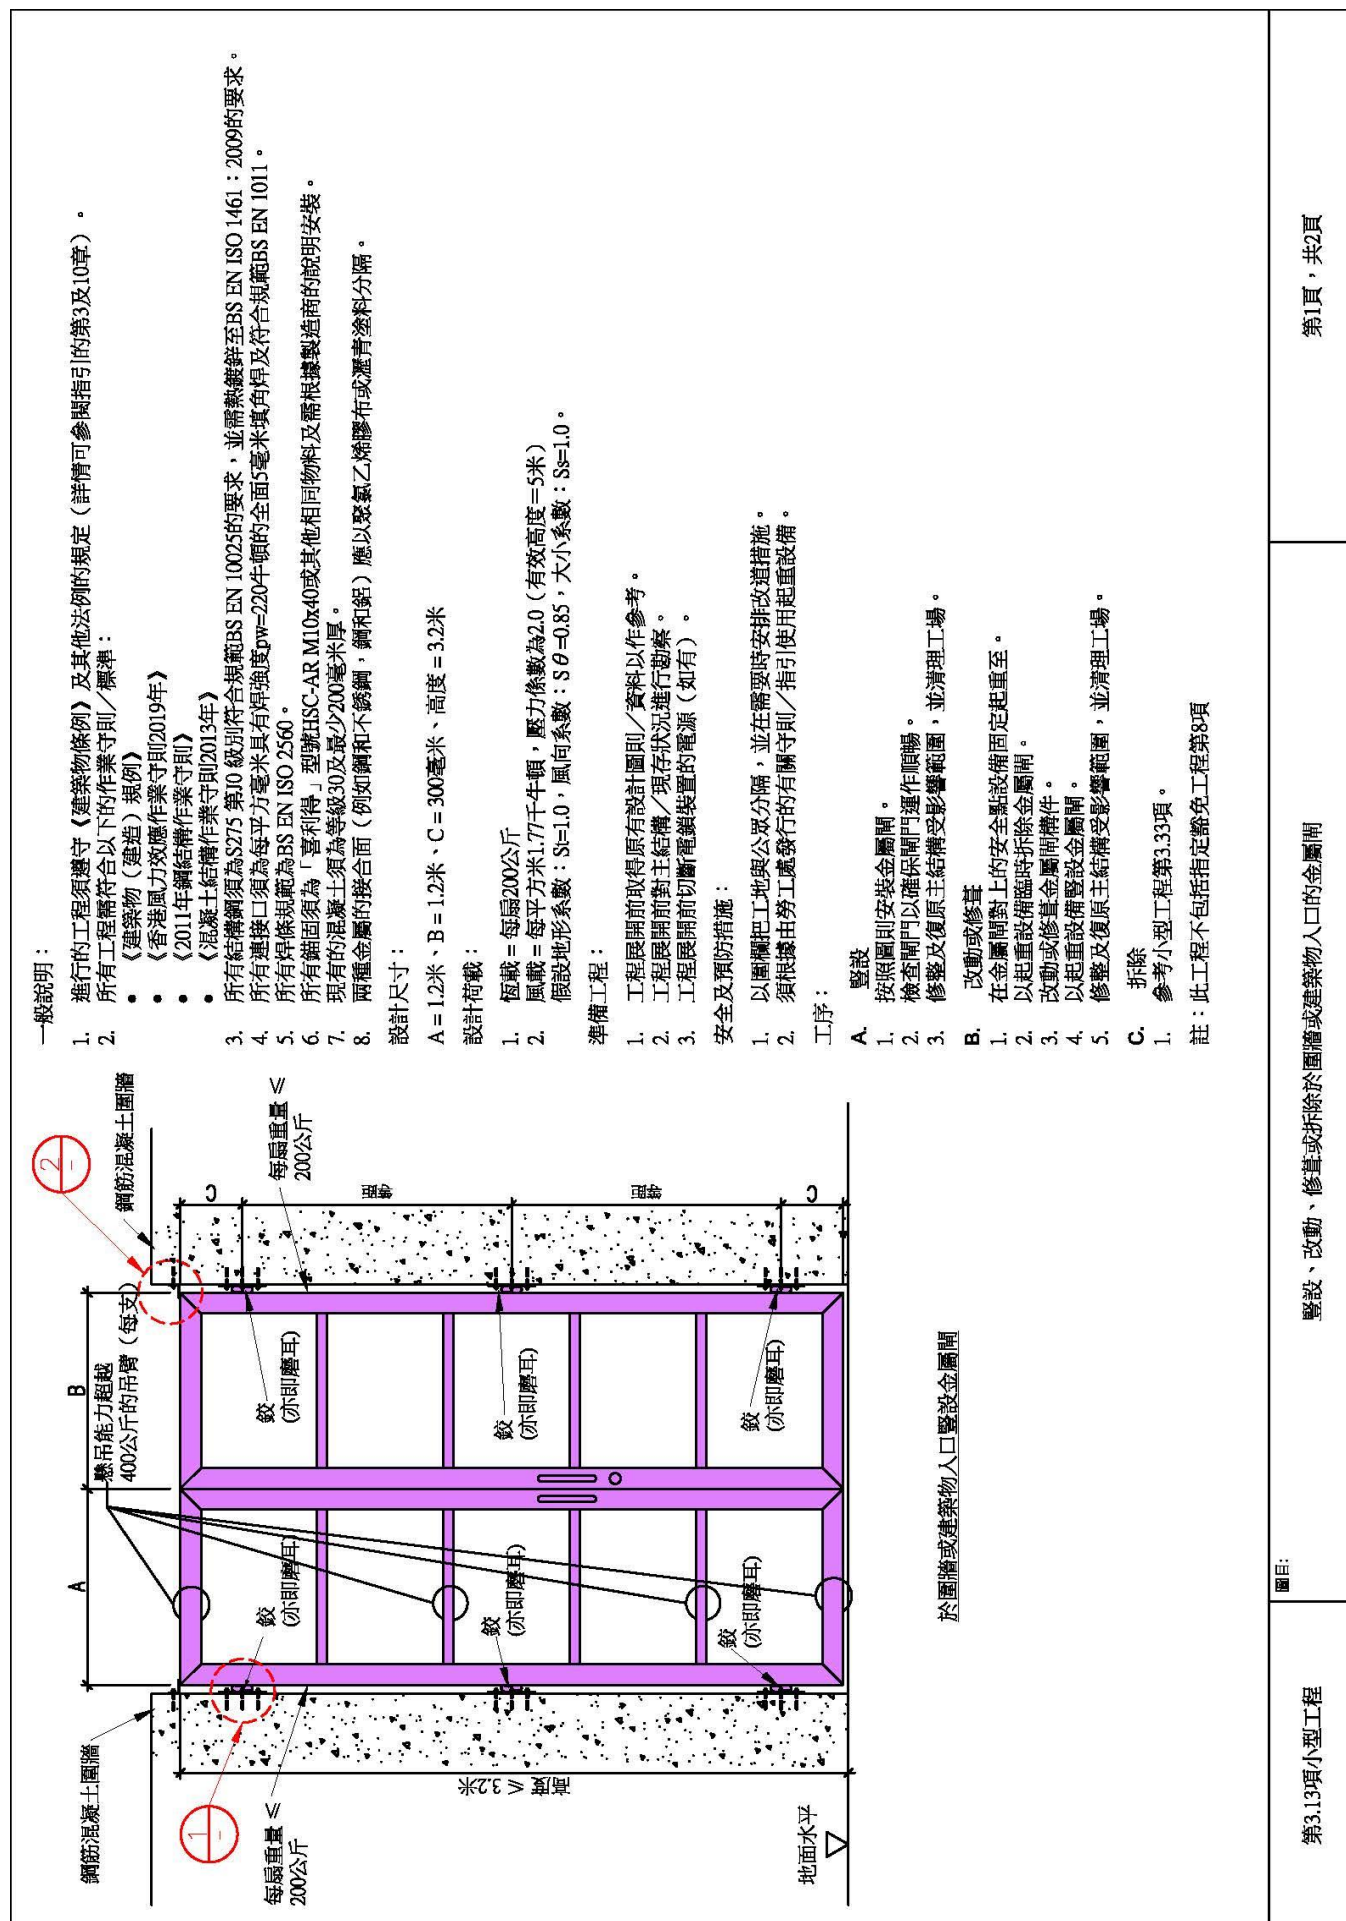 一般說明：
1. 進行的工程須遵守《建築物條例》及其他法例的規定（詳情可參閱指引的第3及10章）。
2. 所有工程需符合以下的作業守則／標準：
• 《建築物（建造）規例》
• 《香港風力效應作業守則2019年》
• 《2011年鋼結構作業守則》
• 《混凝土結構作業守則2013年》
3. 所有結構鋼須為S275 第J0 級別符合規範BS EN 10025的要求，並需熱鍍鋅至BS EN ISO 1461：2009的要求。
4. 所有連接口須為每平方毫米具有焊強度pw=220牛頓的全面5毫米填角焊及符合規範BS EN 1011。
5. 所有焊條規範為BS EN ISO 2560。
6. 所有錨固須為「喜利得」型號HSC-AR M10x40或其他相同物料及需根據製造商的說明安裝。
7. 現有的混凝土須為等級30及最少200毫米厚。
8. 兩種金屬的接合面（例如鋼和不銹鋼，鋼和鋁）應以聚氯乙烯膠布或瀝青塗料分隔。
設計尺寸：
A = 1.2米、B = 1.2米、C = 300毫米、高度 = 3.2米
設計荷載：
1. 恆載 = 每扇200公斤
2. 風載 = 每平方米1.77千牛頓，壓力係數為2.0（有效高度＝5米）
假設地形系數：St=1.0，風向系數：Sθ=0.85，大小系數：Ss=1.0。
準備工程：
1. 工程展開前取得原有設計圖則／資料以作參考。
2. 工程展開前對主結構／現存狀況進行勘察。
3. 工程展開前切斷電鎖裝置的電源（如有）。
安全及預防措施：
1. 以圍欄把工地與公眾分隔，並在需要時安排改道措施。
2. 須根據由勞工處發行的有關守則／指引使用起重設備。
工序：
A. 豎設
1. 按照圖則安裝金屬閘。
2. 檢查閘門以確保閘門運作順暢。
3. 修整及復原主結構受影響範圍，並清理工場。
B. 改動或修葺
1. 在金屬閘對上的安全點設備固定起重至。
2. 以起重設備臨時拆除金屬閘。
3. 改動或修葺金屬閘構件。
4. 以起重設備豎設金屬閘。
5. 修整及復原主結構受影響範圍，並清理工場。
C. 拆除
1. 參考小型工程第3.33項。
註：此工程不包括指定豁免工程第8項
鋼筋混凝土圍牆
1
-
每扇重量 ≤
200公斤
地面水平
高度 ≤ 3.2米
A
B
懸吊能力超越
400公斤的吊臂（每支）
2
-
鋼筋混凝土圍牆
每扇重量 ≤
200公斤
C
C
鉸
(亦即磨耳)
鉸
(亦即磨耳)
鉸
(亦即磨耳)
鉸
(亦即磨耳)
鉸
(亦即磨耳)
鉸
(亦即磨耳)
於圍牆或建築物入口豎設金屬閘
第3.13項小型工程
圖目:
豎設、改動、修葺或拆除於圍牆或建築物入口的金屬閘
第1頁，共2頁